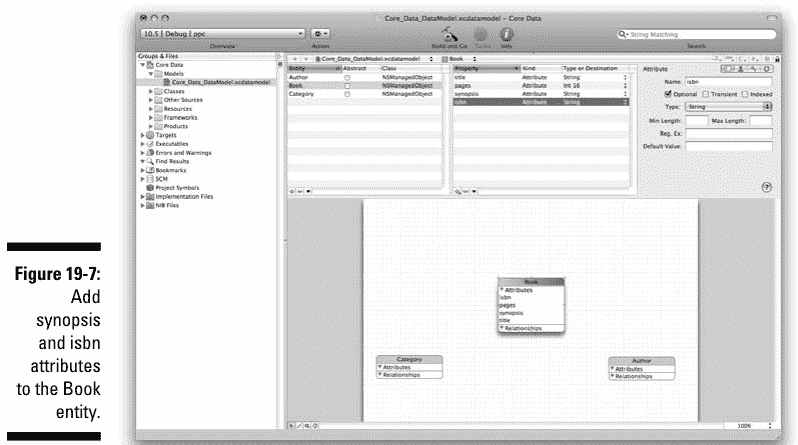 Core_Data_DataModel.xcdatamodel – Core Data
10.5 | Debug | ppc
String Matching
Overview
Action
Build and Go
Tasks
Info
Search
Groups & Files
Core Data
Models
Core_Data_DataModel.xcdatamodel
Classes
Other Sources
Resources
Frameworks
Products
Targets
Executables
Errors and Warnings
Find Results
Bookmarks
SCM
Project Symbols
Implementation Files
NIB Files
Core_Data_DataModel.xcdatamodel
Book
Entity Abstract Class
Author NSManagedObject
Book NSManagedObject
Category NSManagedObject
Property Kind Type or Destination
title Attribute String
pages Attribute Int 16
synopsis Attribute String
isbn Attribute String
Attribute
Name: isbn
Optional Transient Indexed
Type: String
Min Length: Max Length:
Reg. Ex:
Default Value:
?
Book
Attributes
isbn
pages
synopsis
title
Relationships
Category
Attributes
Relationships
Author
Attributes
Relationships
100%
Figure 19-7:
Add
synopsis
and isbn
attributes
to the Book
entity.